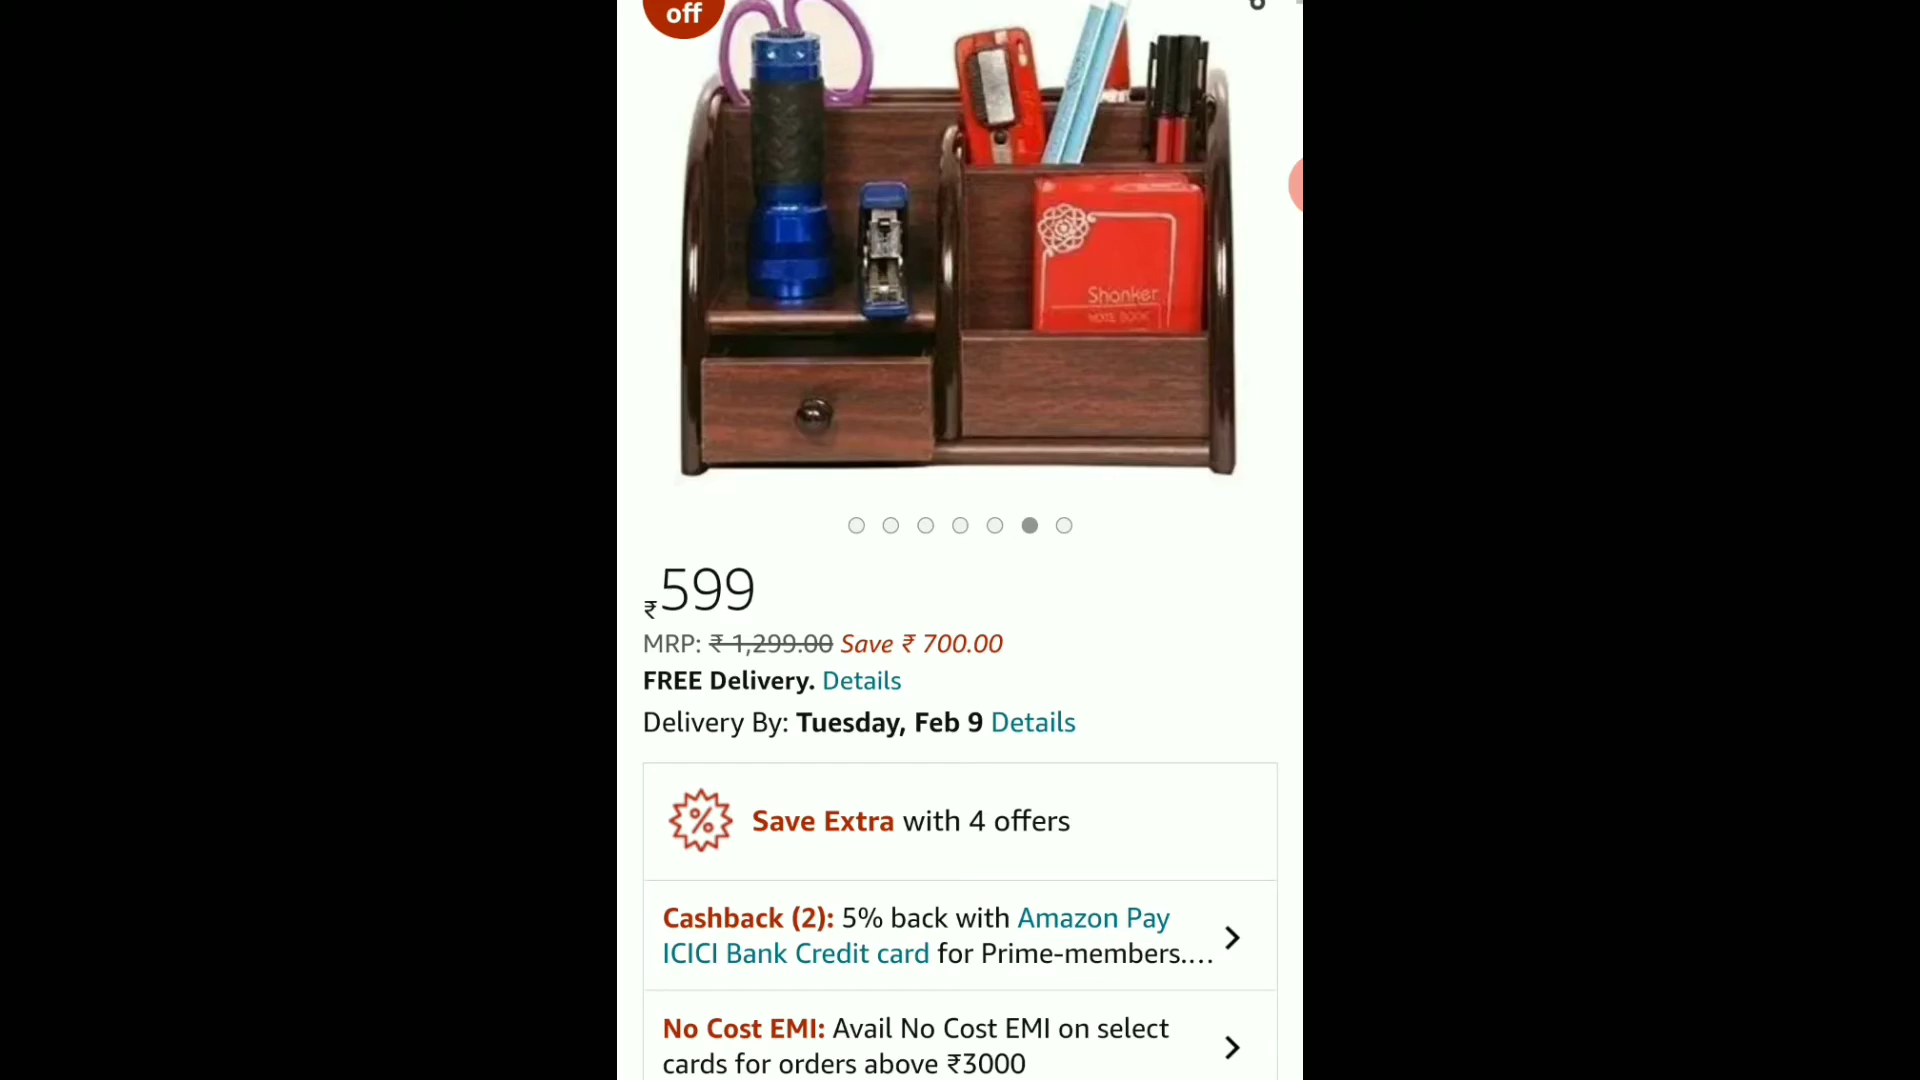 off
Shanker
NOTE BOOK
₹599
MRP: ₹ 1,299.00 Save ₹ 700.00
FREE Delivery. Details
Delivery By: Tuesday, Feb 9 Details
% Save Extra with 4 offers
Cashback (2): 5% back with Amazon Pay
ICICI Bank Credit card for Prime-members....
No Cost EMI: Avail No Cost EMI on select
cards for orders above ₹3000